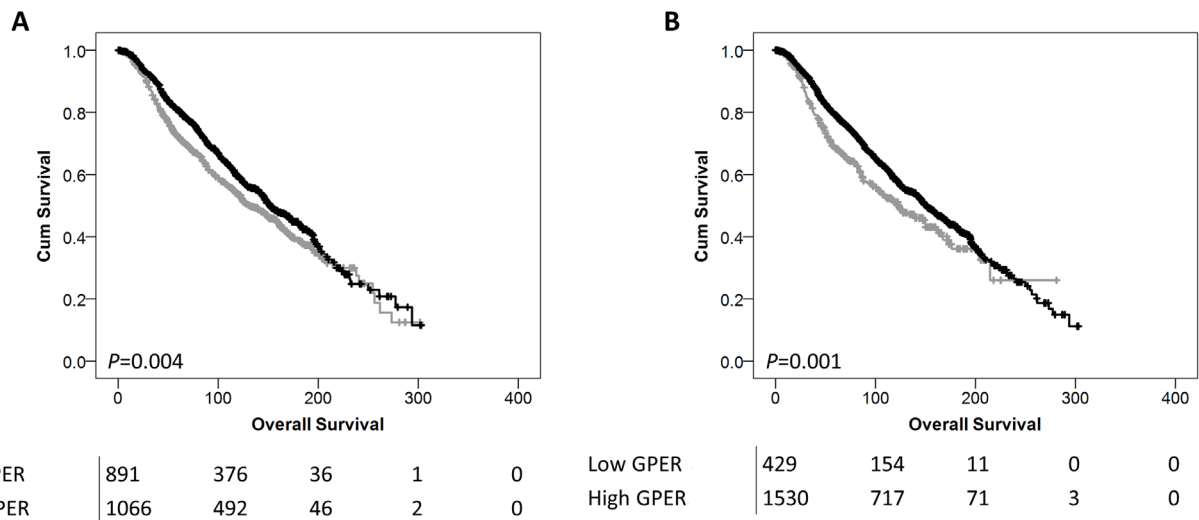 A
B
1.0
0.8
0.6
0.4
0.2
0.0
Cum Survival
P=0.004
0 100 200 300 400
Overall Survival
1.0
0.8
0.6
0.4
0.2
0.0
Cum Survival
P=0.001
0 100 200 300 400
Overall Survival
PER 891 376 36 1 0
PER 1066 492 46 2 0
Low GPER 429 154 11 0 0
High GPER 1530 717 71 3 0